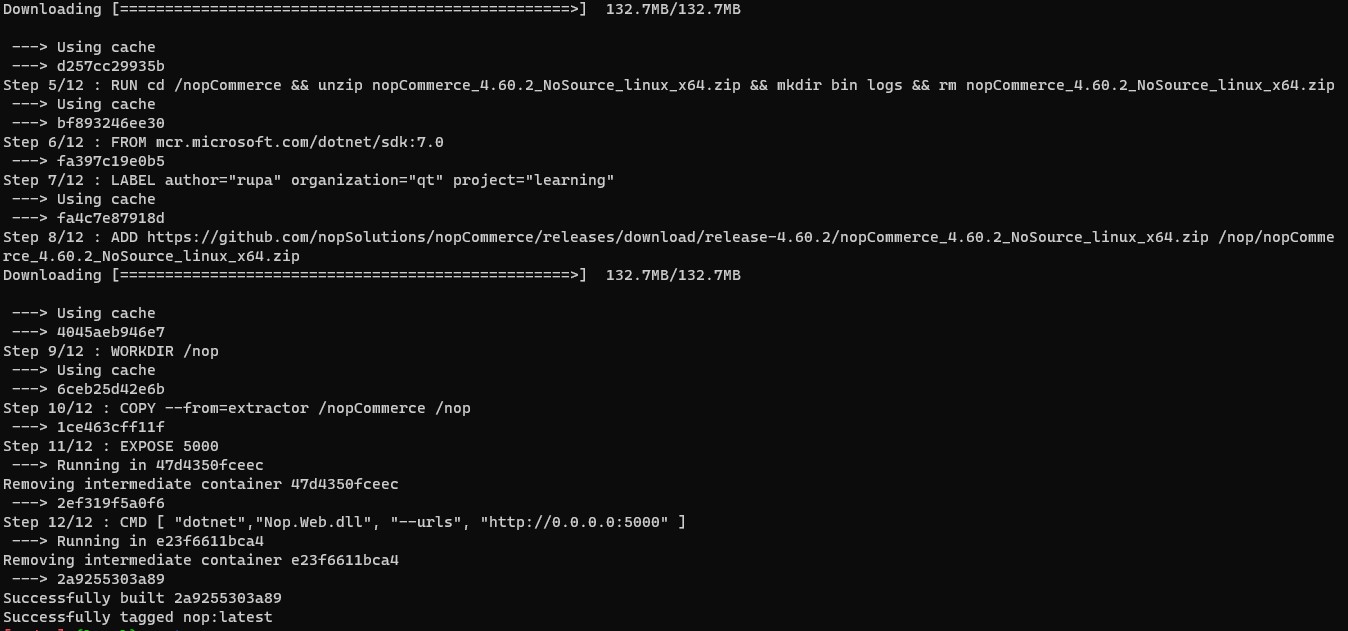 Downloading [==================================================>]  132.7MB/132.7MB
 ---> Using cache
 ---> d257cc29935b
Step 5/12 : RUN cd /nopCommerce && unzip nopCommerce_4.60.2_NoSource_linux_x64.zip && mkdir bin logs && rm nopCommerce_4.60.2_NoSource_linux_x64.zip
 ---> Using cache
 ---> bf893246ee30
Step 6/12 : FROM mcr.microsoft.com/dotnet/sdk:7.0
 ---> fa397c19e0b5
Step 7/12 : LABEL author="rupa" organization="qt" project="learning"
 ---> Using cache
 ---> fa4c7e87918d
Step 8/12 : ADD https://github.com/nopSolutions/nopCommerce/releases/download/release-4.60.2/nopCommerce_4.60.2_NoSource_linux_x64.zip /nop/nopComme
rce_4.60.2_NoSource_linux_x64.zip
Downloading [==================================================>]  132.7MB/132.7MB
 ---> Using cache
 ---> 4045aeb946e7
Step 9/12 : WORKDIR /nop
 ---> Using cache
 ---> 6ceb25d42e6b
Step 10/12 : COPY --from=extractor /nopCommerce /nop
 ---> 1ce463cff11f
Step 11/12 : EXPOSE 5000
 ---> Running in 47d4350fceec
Removing intermediate container 47d4350fceec
 ---> 2ef319f5a0f6
Step 12/12 : CMD [ "dotnet","Nop.Web.dll", "--urls", "http://0.0.0.0:5000" ]
 ---> Running in e23f6611bca4
Removing intermediate container e23f6611bca4
 ---> 2a9255303a89
Successfully built 2a9255303a89
Successfully tagged nop:latest